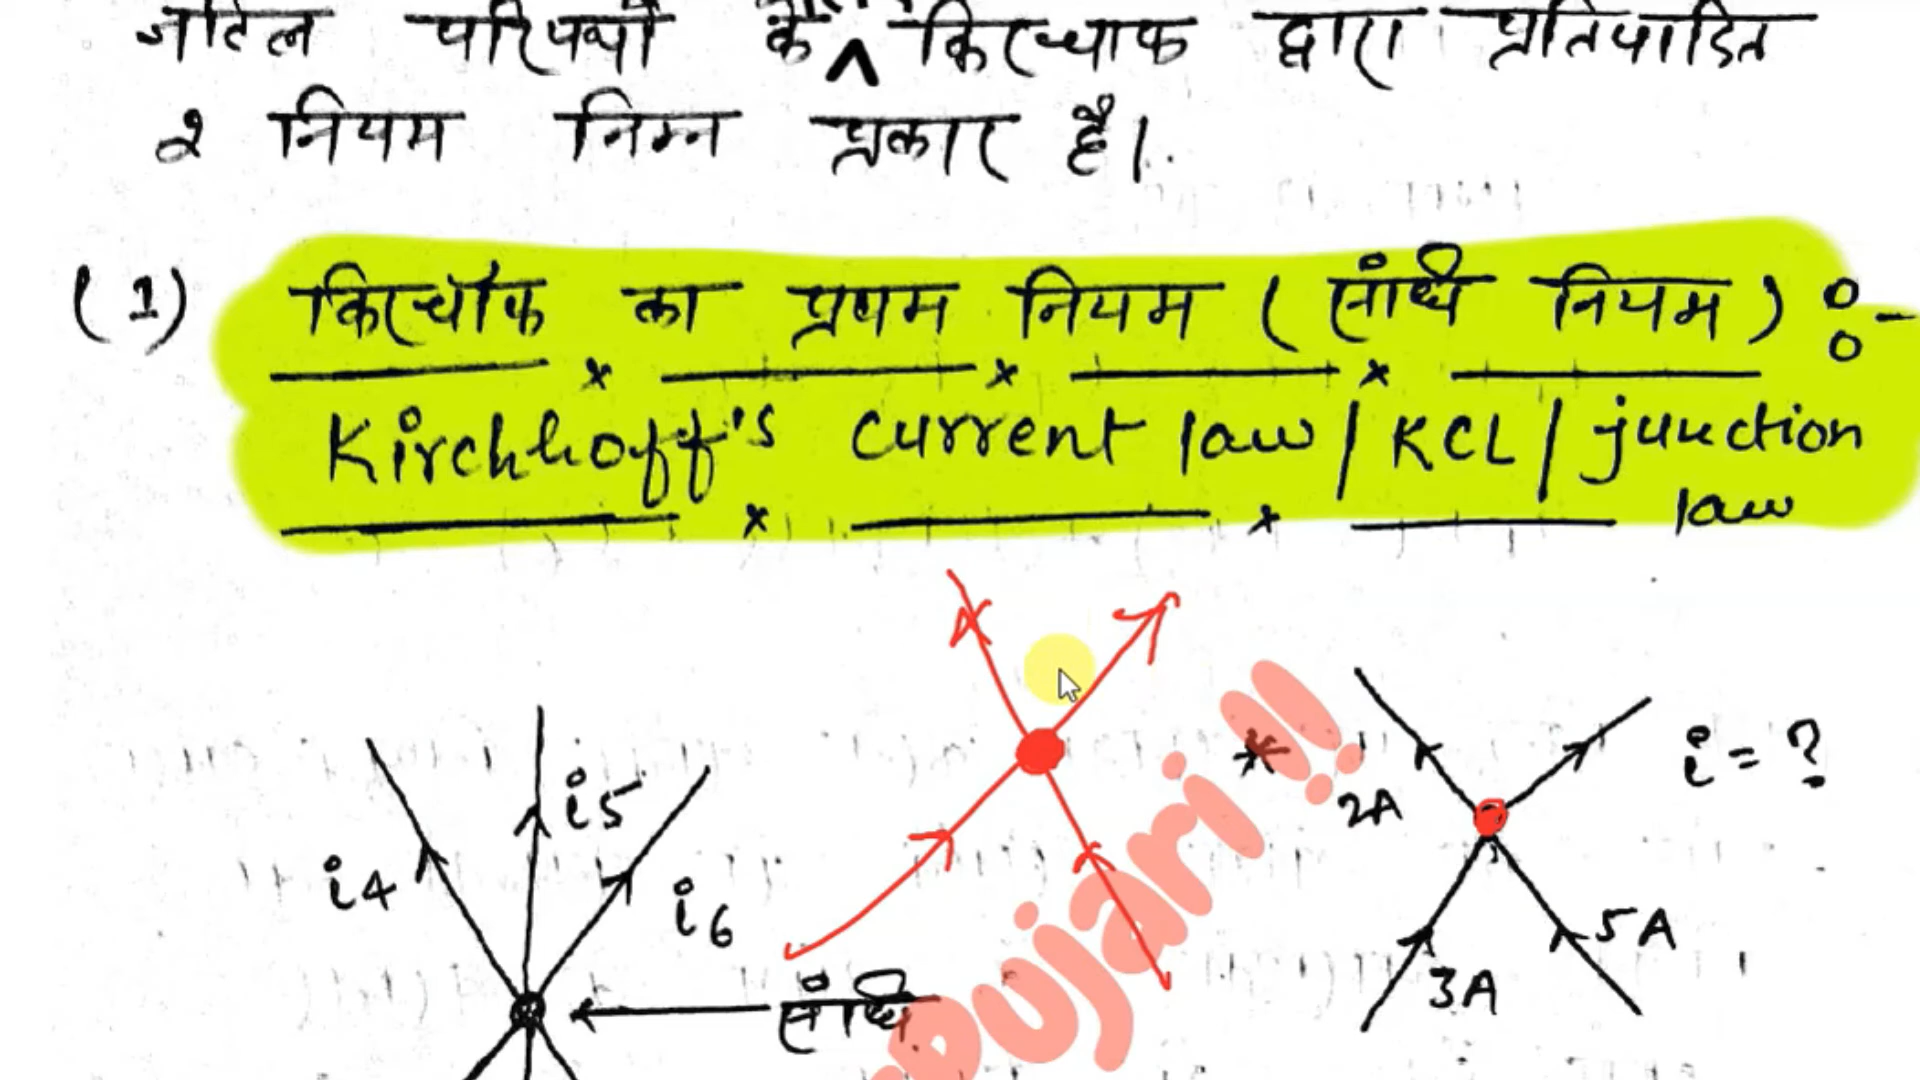 जटिल परिपथों के ^ किरचाफ द्वारा प्रतिपादित
2 नियम निम्न प्रकार है।
(1) किरचॉफ का प्रथम नियम (संधि नियम) :-
Kirchhoff's current law / KCL / junction
law
i5
i4
i6
संधि
* 2A
i = ?
5A
3A
pujari !!